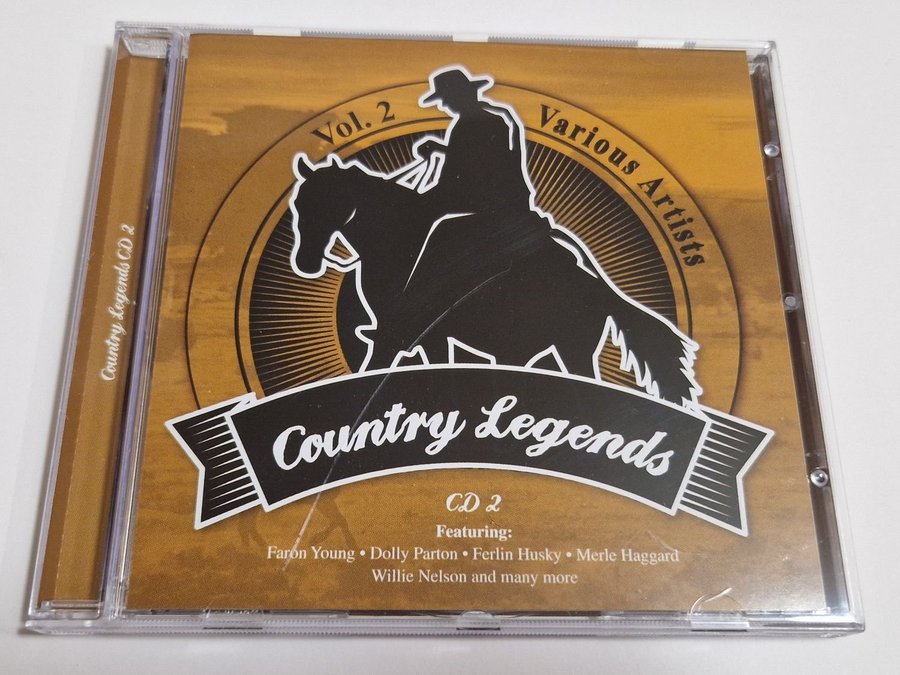 Country Legends CD 2
Vol. 2
Various Artists
Country Legends
CD 2
Featuring:
Faron Young • Dolly Parton • Ferlin Husky • Merle Haggard
Willie Nelson and many more